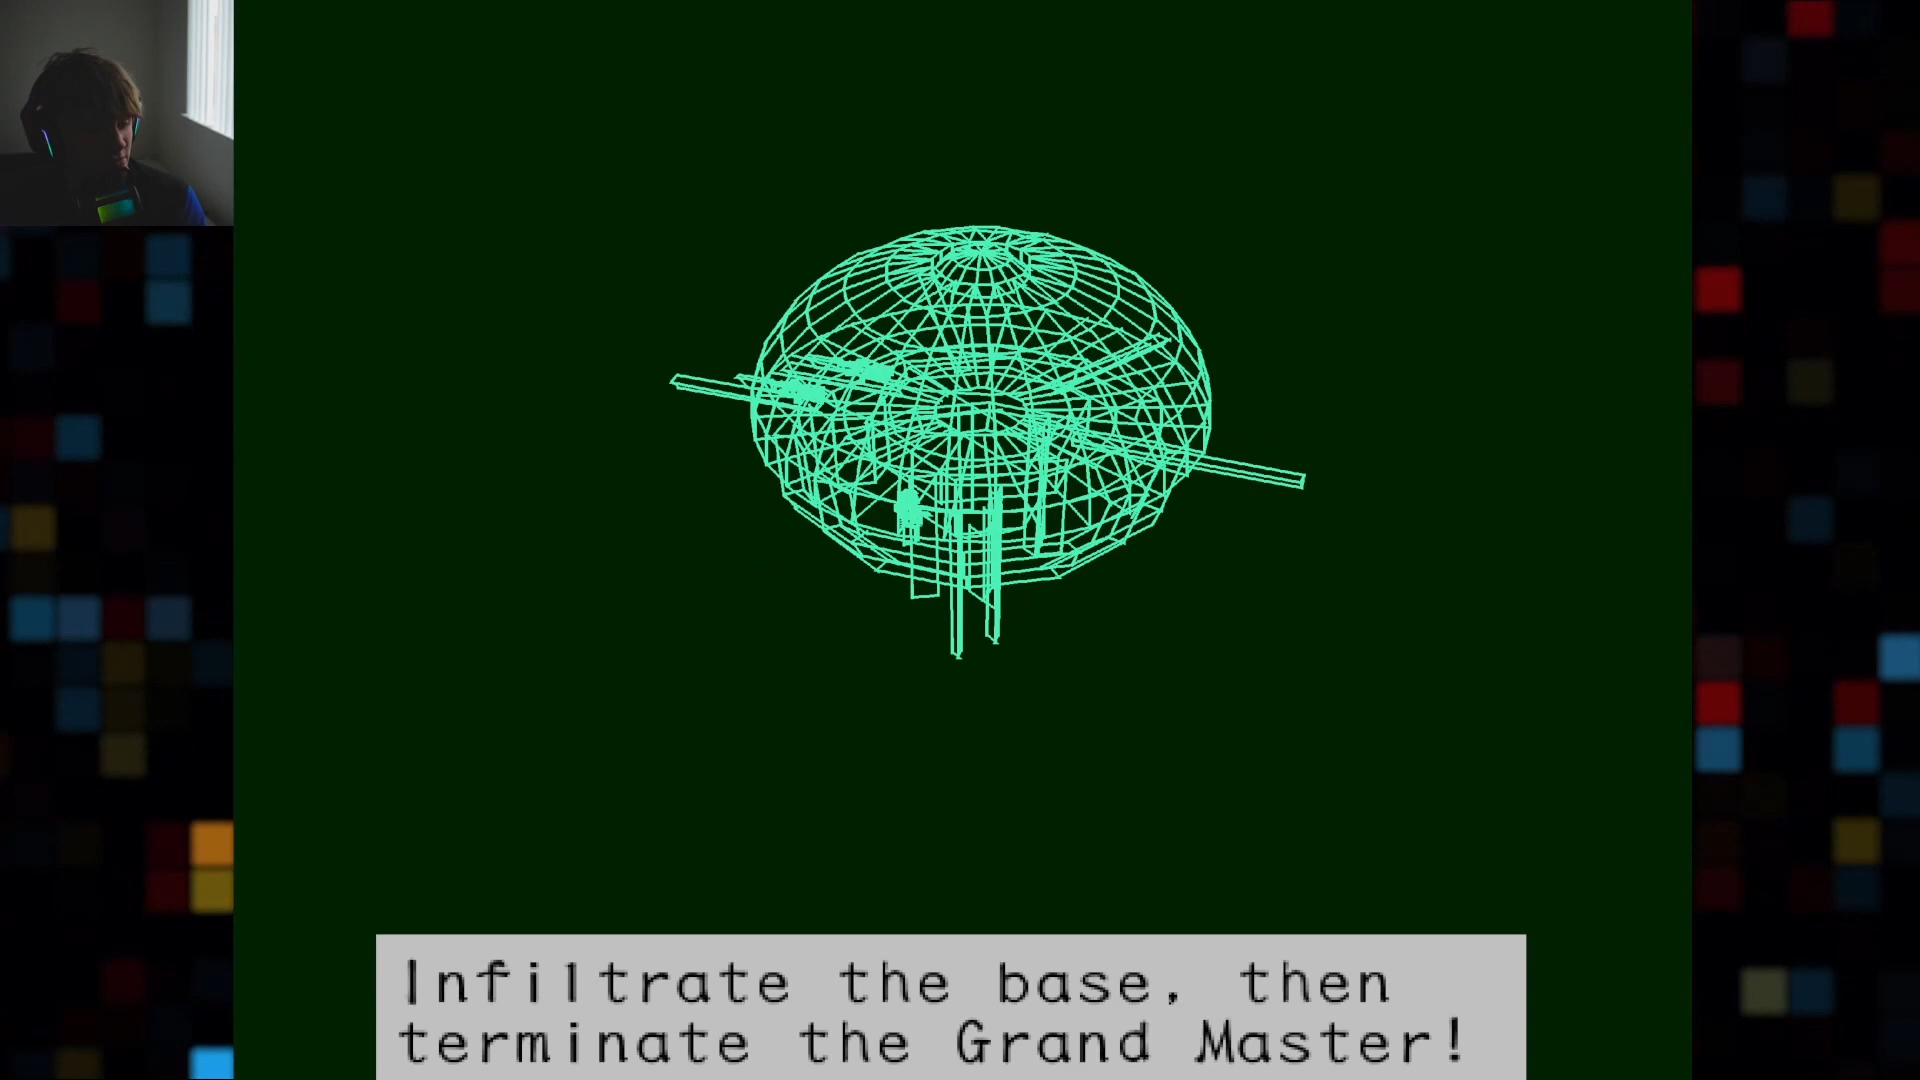 Infiltrate the base, then
terminate the Grand Master!